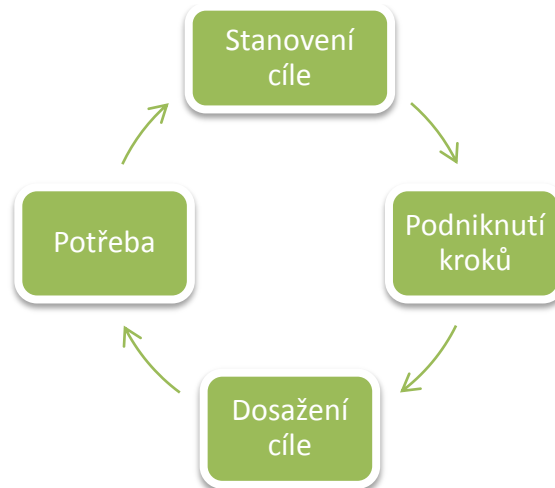 Stanovení
cíle
Potřeba
Podniknutí
kroků
Dosažení
cíle